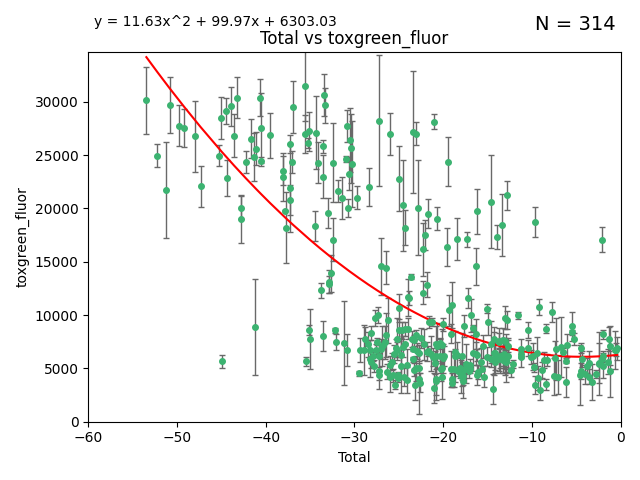 y = 11.63x^2 + 99.97x + 6303.03
N = 314
Total vs toxgreen_fluor
toxgreen_fluor
30000
25000
20000
15000
10000
5000
0
−60
−50
−40
−30
−20
−10
0
Total